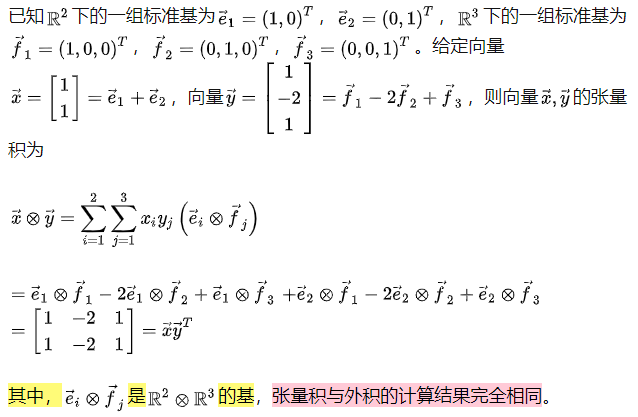 已知 $\mathbb{R}^2$ 下的一组标准基为 $\vec{e}_1 = (1,0)^T$ ， $\vec{e}_2 = (0,1)^T$ ， $\mathbb{R}^3$ 下的一组标准基为
$\vec{f}_1 = (1,0,0)^T$ ， $\vec{f}_2 = (0,1,0)^T$ ， $\vec{f}_3 = (0,0,1)^T$ 。给定向量
$\vec{x} = \begin{bmatrix} 1 \\ 1 \end{bmatrix} = \vec{e}_1 + \vec{e}_2$ ，向量 $\vec{y} = \begin{bmatrix} 1 \\ -2 \\ 1 \end{bmatrix} = \vec{f}_1 - 2\vec{f}_2 + \vec{f}_3$ ，则向量 $\vec{x}, \vec{y}$ 的张量
积为
$\vec{x} \otimes \vec{y} = \sum_{i=1}^{2} \sum_{j=1}^{3} x_i y_j \left( \vec{e}_i \otimes \vec{f}_j \right)$
$= \vec{e}_1 \otimes \vec{f}_1 - 2\vec{e}_1 \otimes \vec{f}_2 + \vec{e}_1 \otimes \vec{f}_3 + \vec{e}_2 \otimes \vec{f}_1 - 2\vec{e}_2 \otimes \vec{f}_2 + \vec{e}_2 \otimes \vec{f}_3$
$= \begin{bmatrix} 1 & -2 & 1 \\ 1 & -2 & 1 \end{bmatrix} = \vec{x}\vec{y}^T$
其中， $\vec{e}_i \otimes \vec{f}_j$ 是 $\mathbb{R}^2 \otimes \mathbb{R}^3$ 的基，张量积与外积的计算结果完全相同。